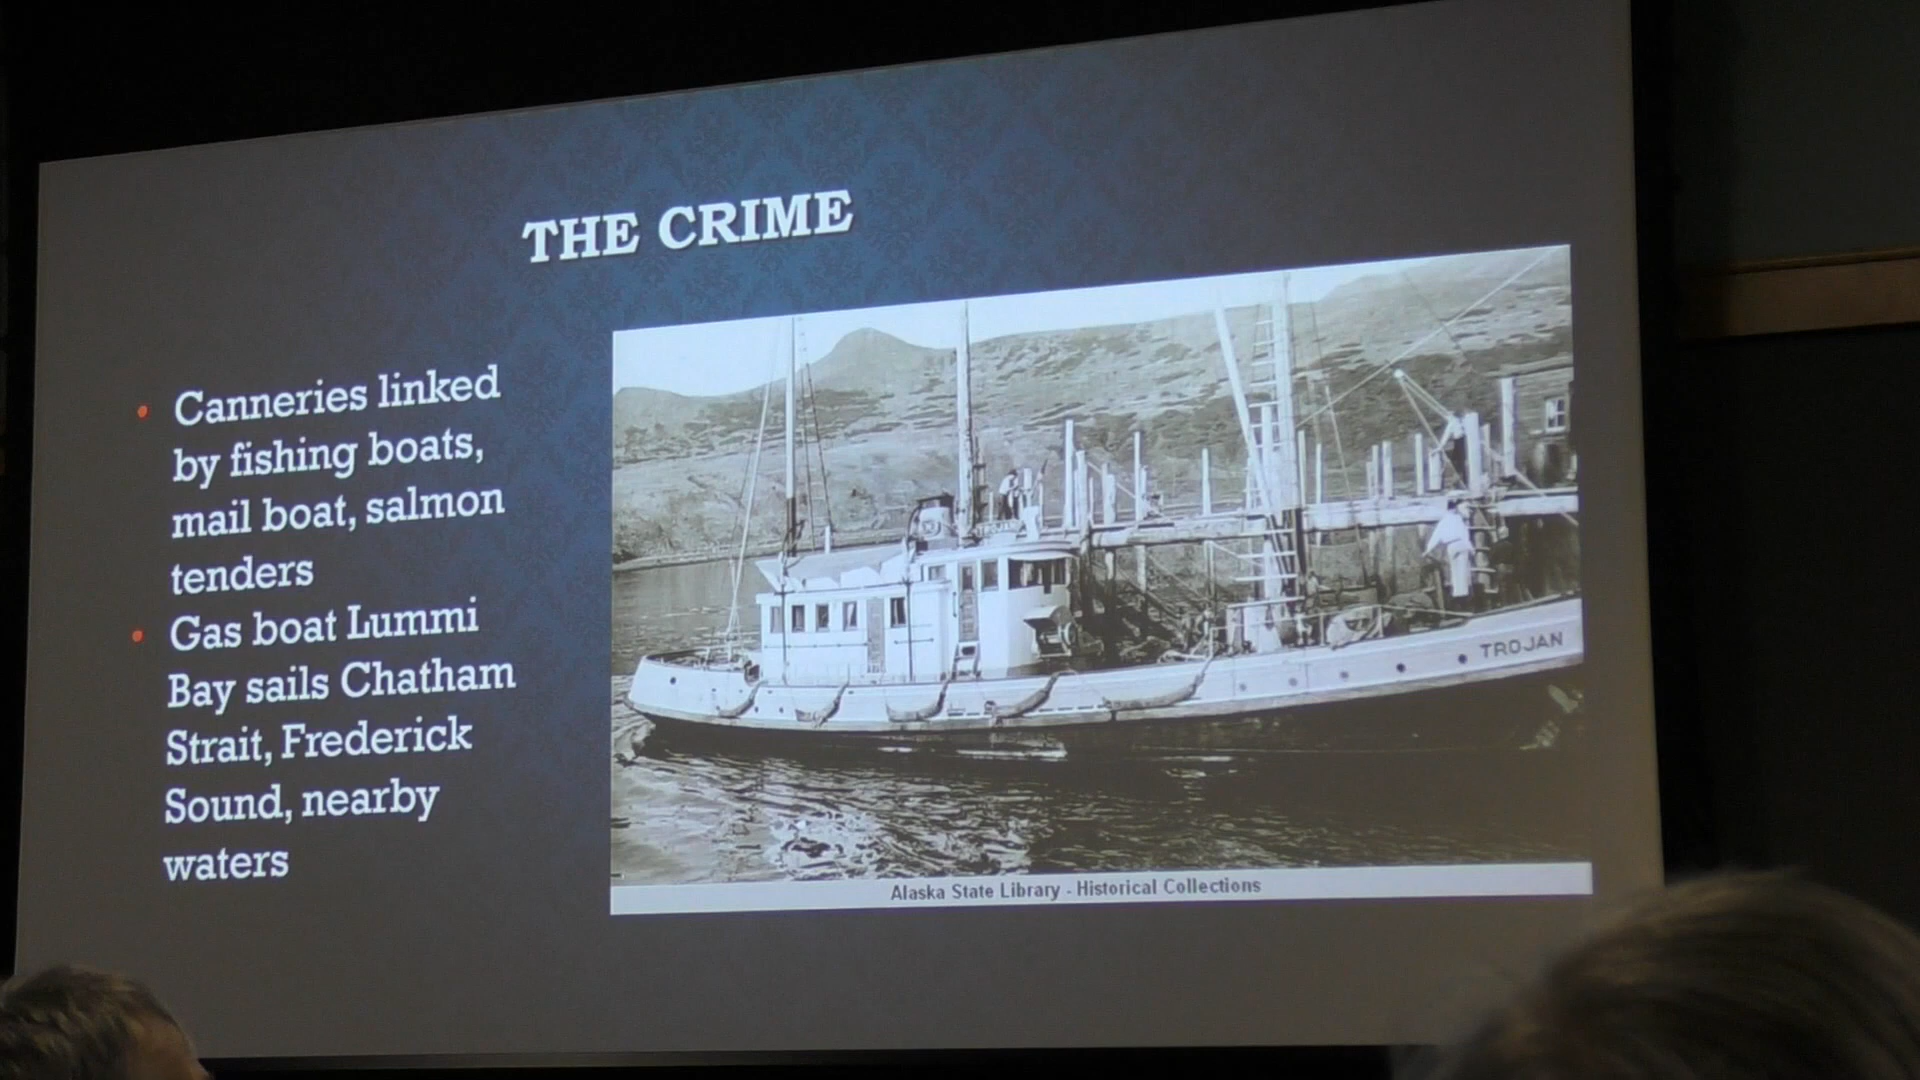 THE CRIME
• Canneries linked
by fishing boats,
mail boat, salmon
tenders
• Gas boat Lummi
Bay sails Chatham
Strait, Frederick
Sound, nearby
waters
TROJAN
TROJAN
Alaska State Library - Historical Collections